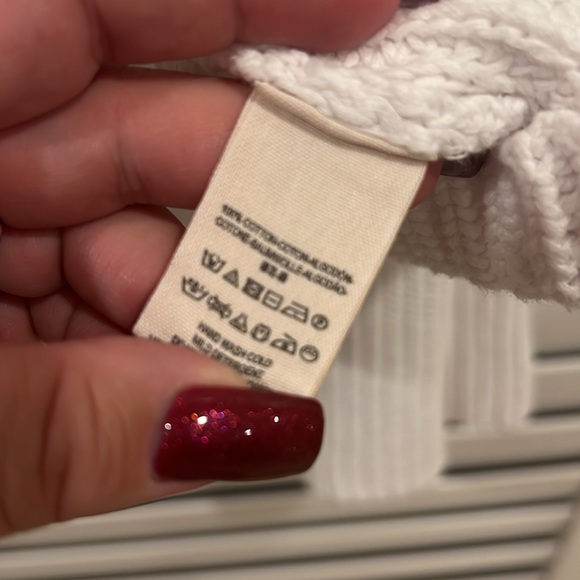 100% COTTON-COTON-ALGODÓN-
COTONE-BAUMWOLLE-ALGODÃO-
HAND WASH COLD
MILD DETERGENT